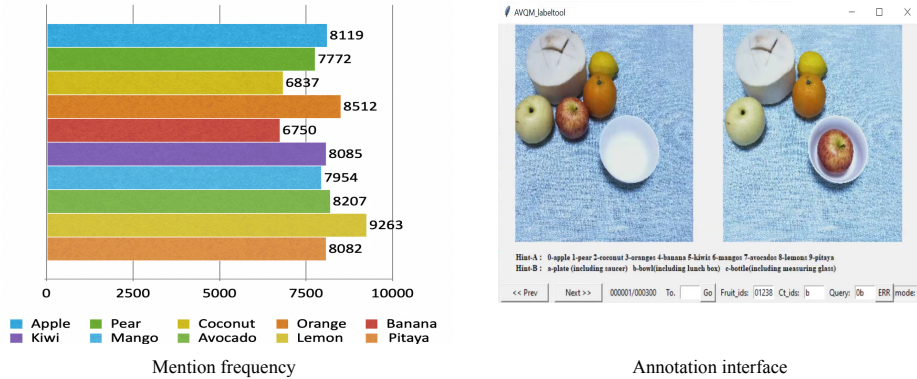 8119
7772
6837
8512
6750
8085
7954
8207
9263
8082
0 2500 5000 7500 10000
Apple Pear Coconut Orange Banana
Kiwi Mango Avocado Lemon Pitaya
Mention frequency
AVQM_labeltool
Hint-A : 0-apple 1-pear 2-coconut 3-oranges 4-banana 5-kiwis 6-mangos 7-avocados 8-lemons 9-pitaya
Hint-B : a-plate (including saucer) b-bowl(including lunch box) c-bottle(including measuring glass)
<< Prev Next >> 000001/000300 To. Go Fruit_ids: 01238 Ct_ids: b Query: 0b ERR mode:
Annotation interface